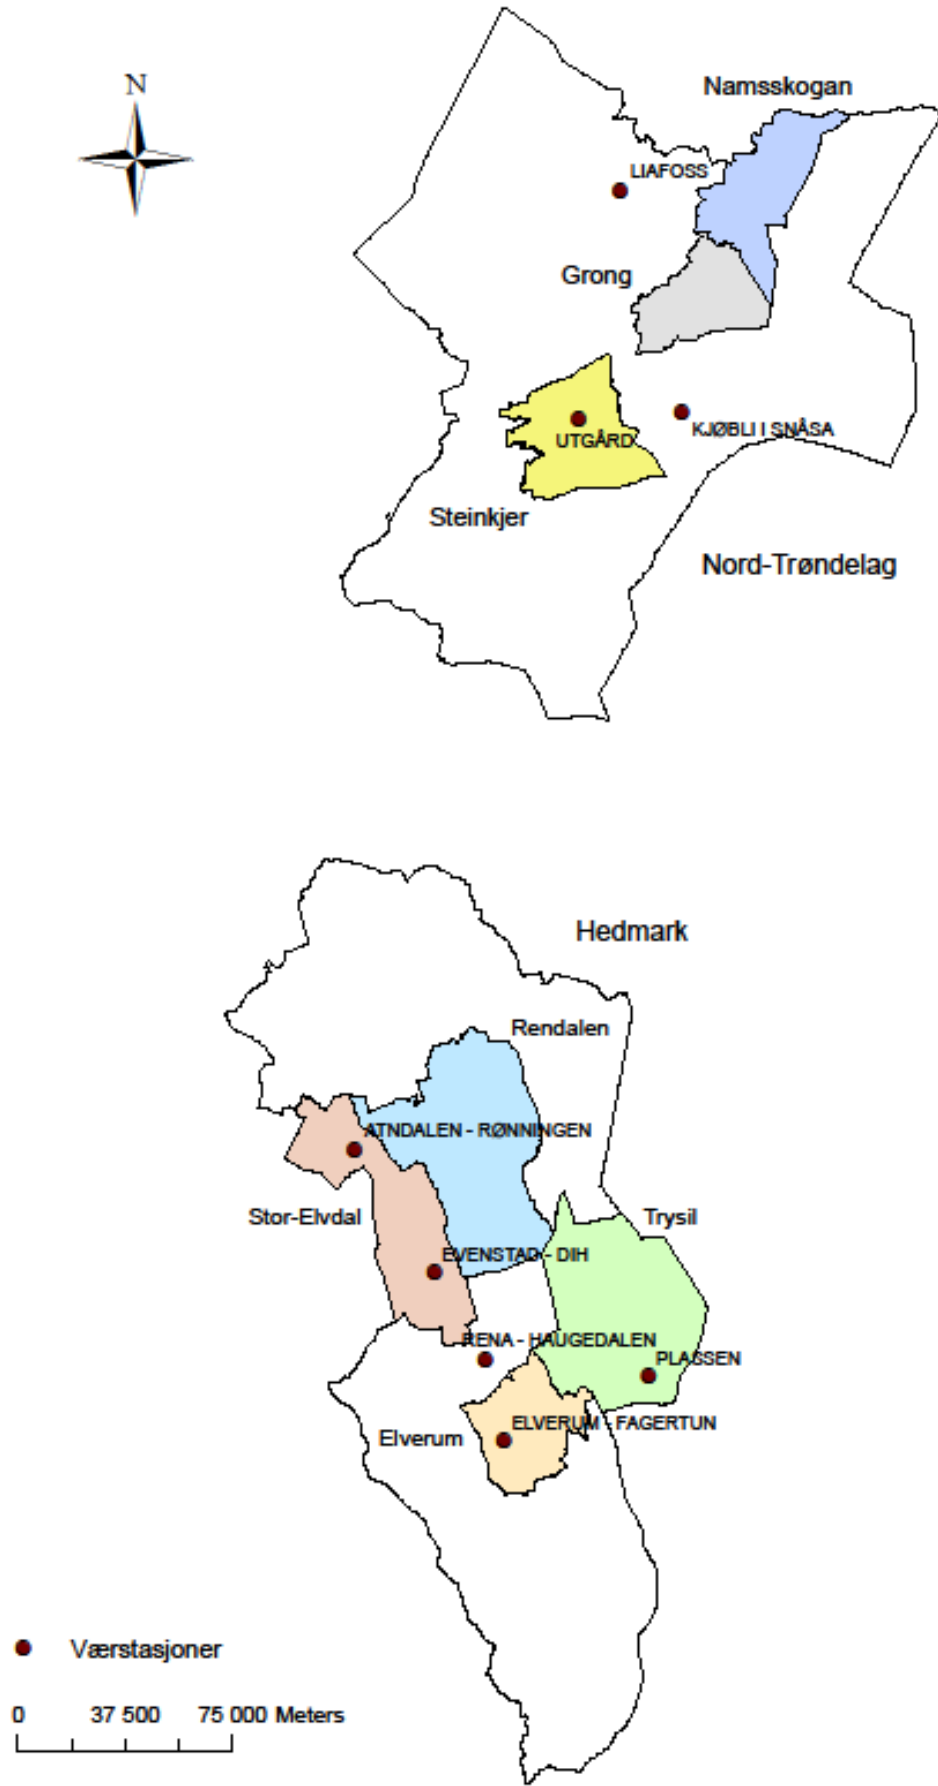 N
Namsskogan
LIAFOSS
Grong
UTGÅRD
KJØBLI I SNÅSA
Steinkjer
Nord-Trøndelag
Hedmark
Rendalen
ATNDALEN - RØNNINGEN
Stor-Elvdal
Trysil
EVENSTAD - DIH
RENA - HAUGEDALEN
PLASSEN
ELVERUM - FAGERTUN
Elverum
Værstasjoner
0 37 500 75 000 Meters